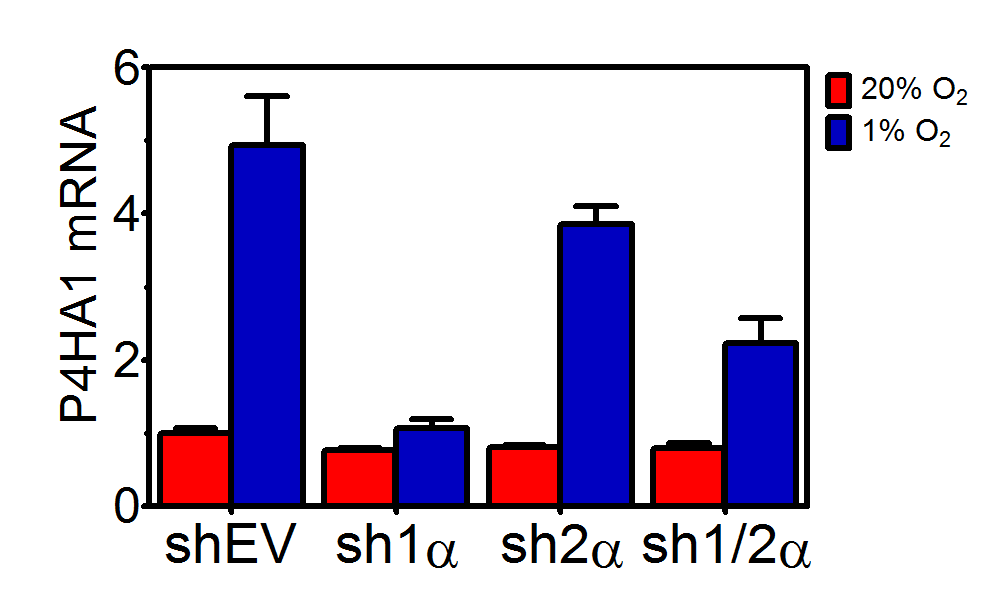 6
4
2
0
P4HA1 mRNA
20% O₂
1% O₂
shEV sh1α sh2α sh1/2α